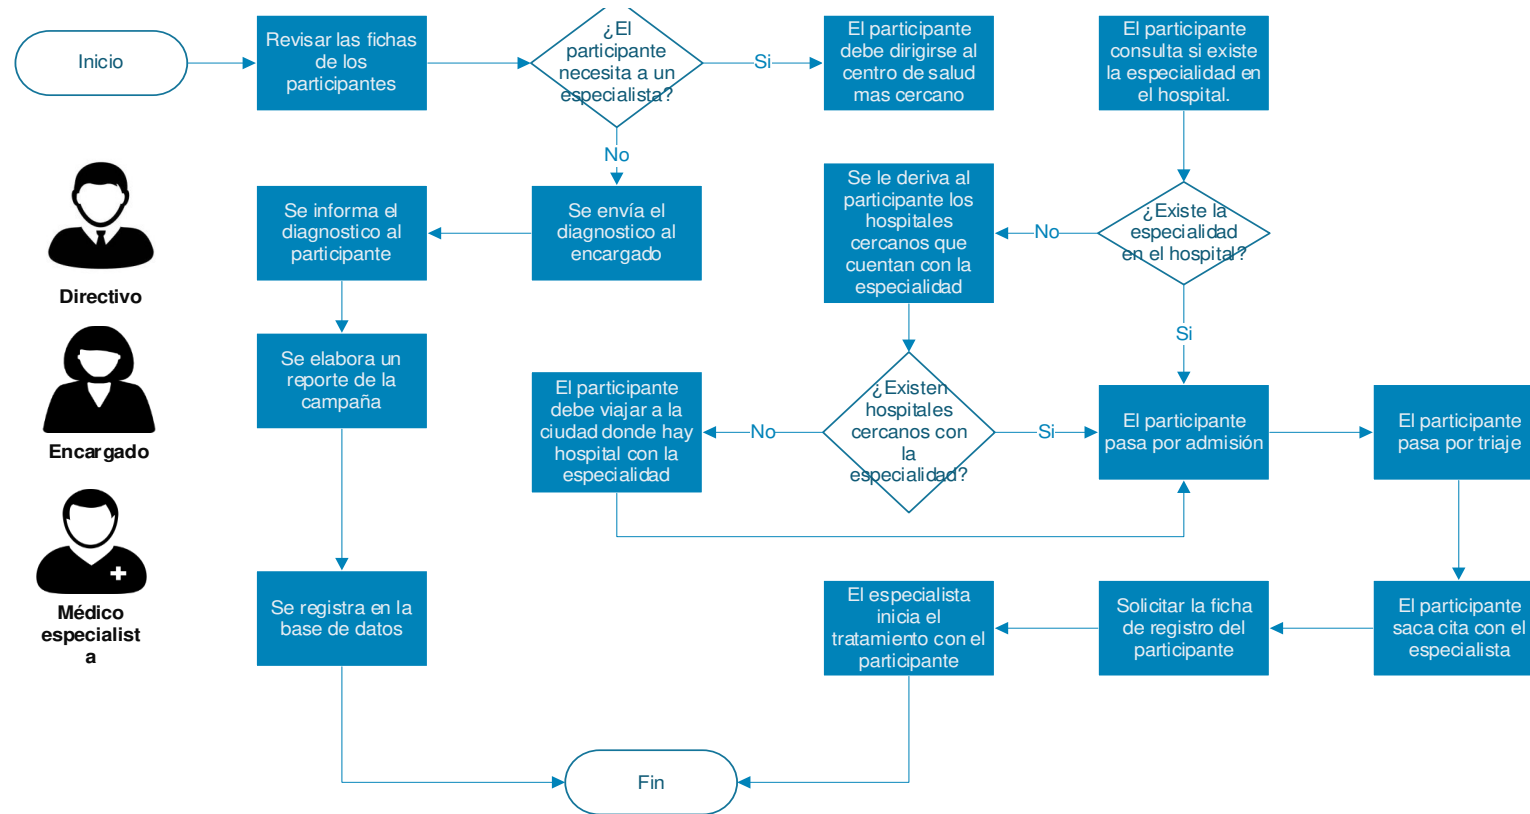 Inicio
Revisar las fichas
de los
participantes
¿El
participante
necesita a un
especialista?
Si
El participante
debe dirigirse al
centro de salud
mas cercano
El participante
consulta si existe
la especialidad en
el hospital.
No
Se envía el
diagnostico al
encargado
Se informa el
diagnostico al
participante
Se le deriva al
participante los
hospitales
cercanos que
cuentan con la
especialidad
No
¿Existe la
especialidad
en el hospital?
Si
Directivo
Se elabora un
reporte de la
campaña
Encargado
El participante
debe viajar a la
ciudad donde hay
hospital con la
especialidad
No
¿Existen
hospitales
cercanos con
la
especialidad?
Si
El participante
pasa por admisión
El participante
pasa por triaje
Médico
especialist
a
Se registra en la
base de datos
El especialista
inicia el
tratamiento con el
participante
Solicitar la ficha
de registro del
participante
El participante
saca cita con el
especialista
Fin